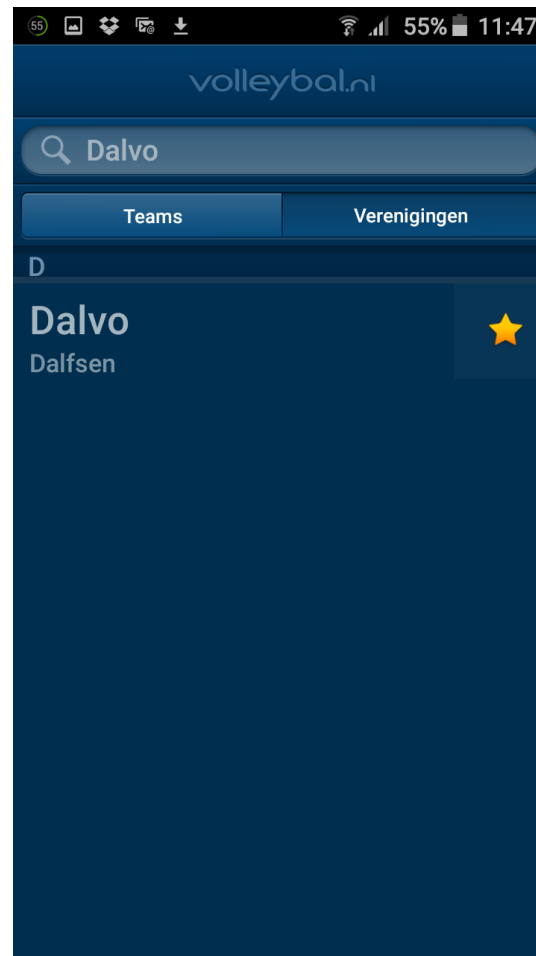 55 55% 11:47
volleybal.nl
Dalvo
Teams Verenigingen
D
Dalvo
Dalfsen